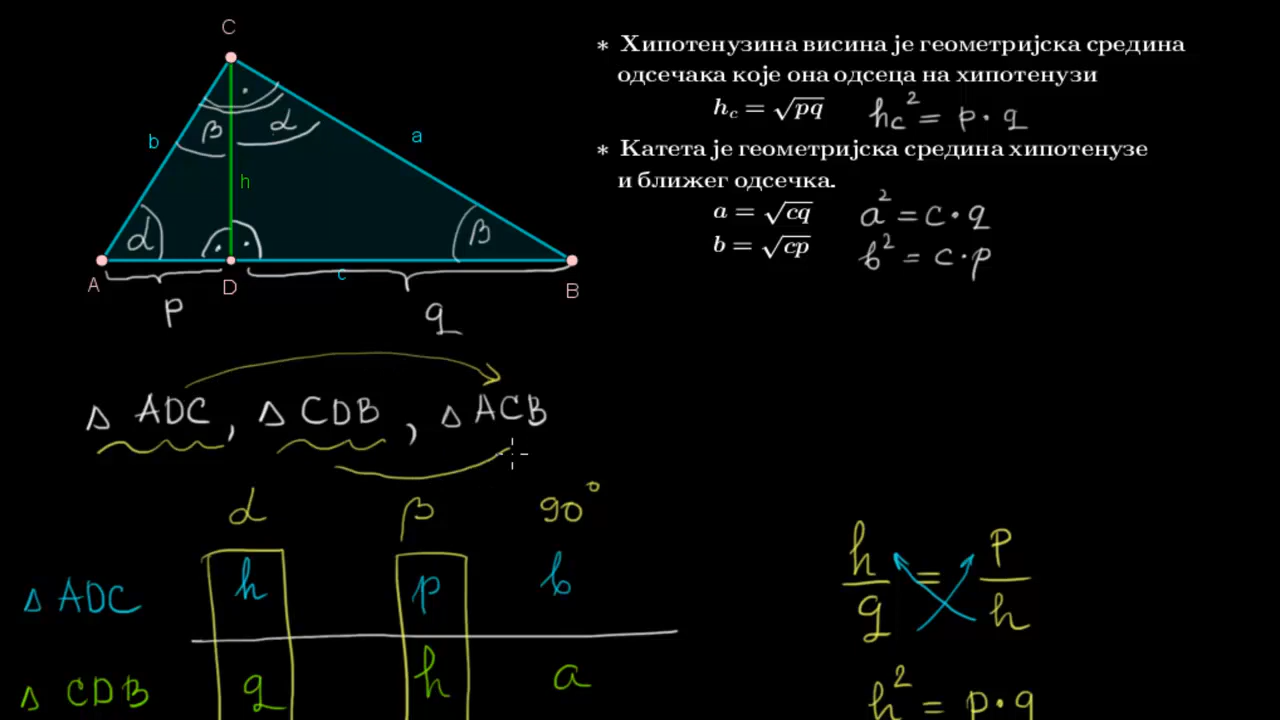 C
β α
b a
h
α β
A D c B
p q
* Хипотенузина висина је геометријска средина
одсечака које она одсеца на хипотенузи
h_c = √pq h_c² = p · q
* Катета је геометријска средина хипотенузе
и ближег одсечка.
a = √cq a² = c · q
b = √cp b² = c · p
△ ADC, △ CDB, △ ACB
α β 90°
△ ADC h p b
△ CDB q h a
h/q = p/h
h² = p · q